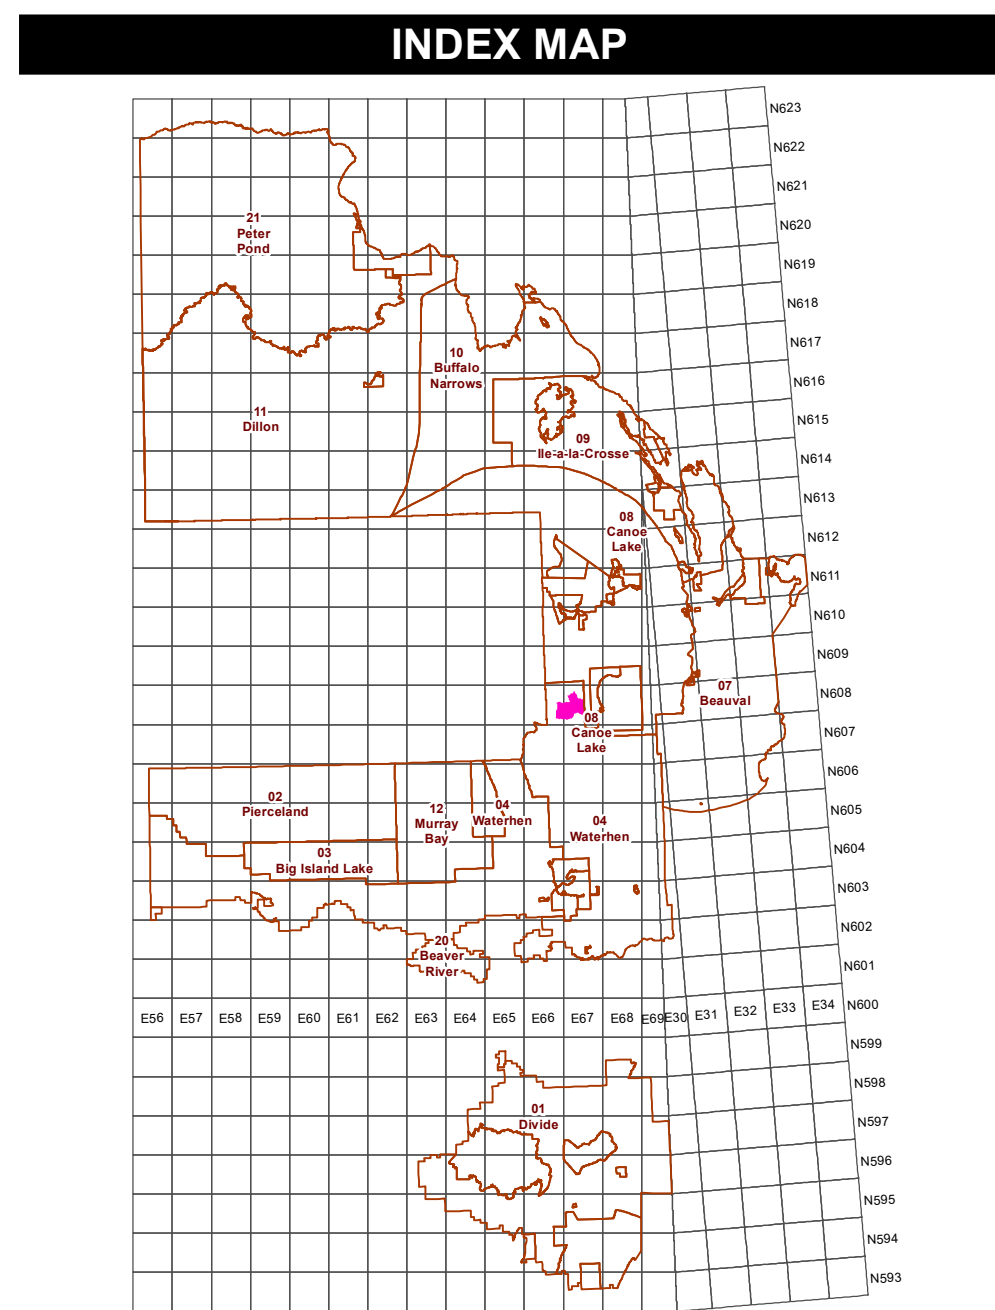 INDEX MAP
N623
N622
N621
21
Peter
Pond
N620
N619
N618
N617
10
Buffalo
Narrows
N616
11
Dillon
N615
09
Ile-a-la-Crosse
N614
N613
08
Canoe
Lake
N612
N611
N610
N609
07
Beauval
N608
08
Canoe
Lake
N607
N606
02
Pierceland
12
Murray
Bay
04
Waterhen
04
Waterhen
N605
03
Big Island Lake
N604
N603
N602
20
Beaver
River
N601
E56 E57 E58 E59 E60 E61 E62 E63 E64 E65 E66 E67 E68 E69 E30 E31 E32 E33 E34 N600
N599
N598
01
Divide
N597
N596
N595
N594
N593